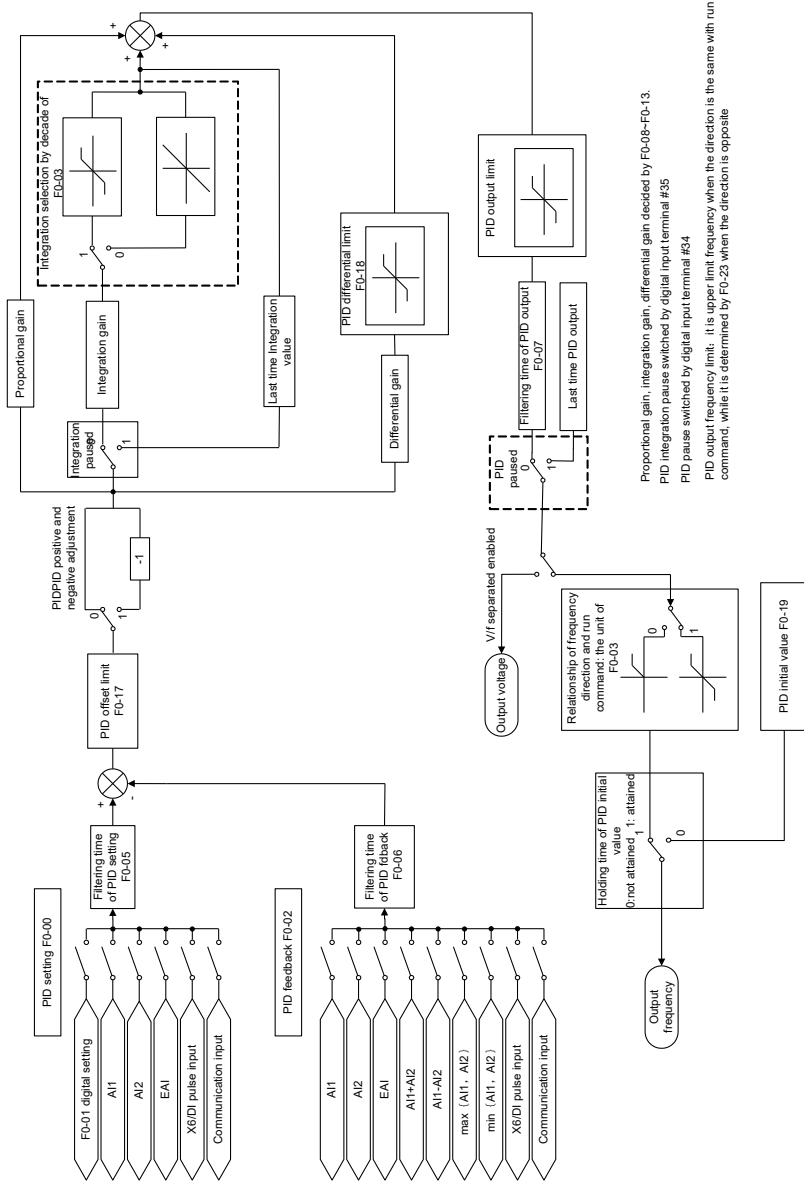 PID setting F0-00
F0-01 digital setting
AI1
AI2
EAI
X6/DI pulse input
Communication input
Filtering time
of PID setting
F0-05
+
-
PID offset limit
F0-17
PIDPID positive and
negative adjustment
0
1
-1
Integration
paused
0
1
Proportional gain
Integration gain
Last time Integration
value
Differential gain
Integration selection by decade of
F0-03
1
0
PID differential limit
F0-18
+
+
+
PID feedback F0-02
AI1
AI2
EAI
AI1+AI2
AI1-AI2
max (AI1, AI2)
min (AI1, AI2)
X6/DI pulse input
Communication input
Filtering time
of PID fdback
F0-06
PID output limit
Filtering time of PID output
F0-07
Last time PID output
PID
paused
0
1
V/f separated enabled
Output voltage
Relationship of frequency
direction and run
command: the unit of
F0-03
0
1
Holding time of PID initial
value
0:not attained 1: attained
1
0
PID initial value F0-19
Output
frequency
Proportional gain, integration gain, differential gain decided by F0-08~F0-13.
PID integration pause switched by digital input terminal #35
PID pause switched by digital input terminal #34
PID output frequency limit: it is upper limit frequency when the direction is the same with run
command, while it is determined by F0-23 when the direction is opposite